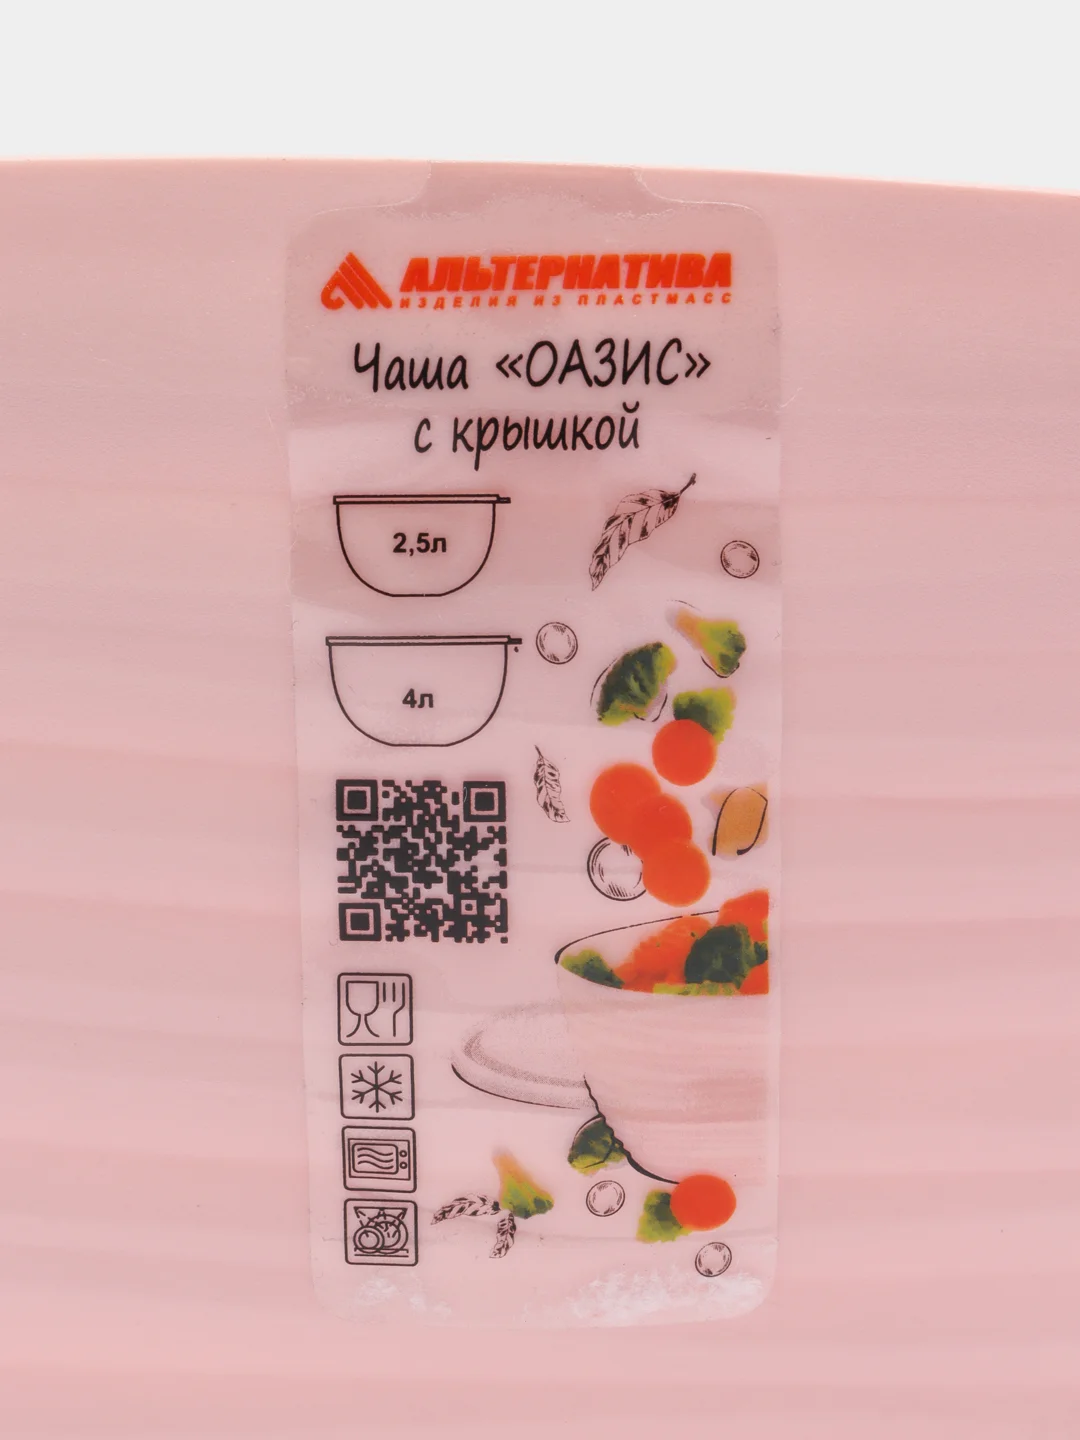 АЛЬТЕРНАТИВА
ИЗДЕЛИЯ ИЗ ПЛАСТМАСС
Чаша «ОАЗИС»
с крышкой
2,5л
4л